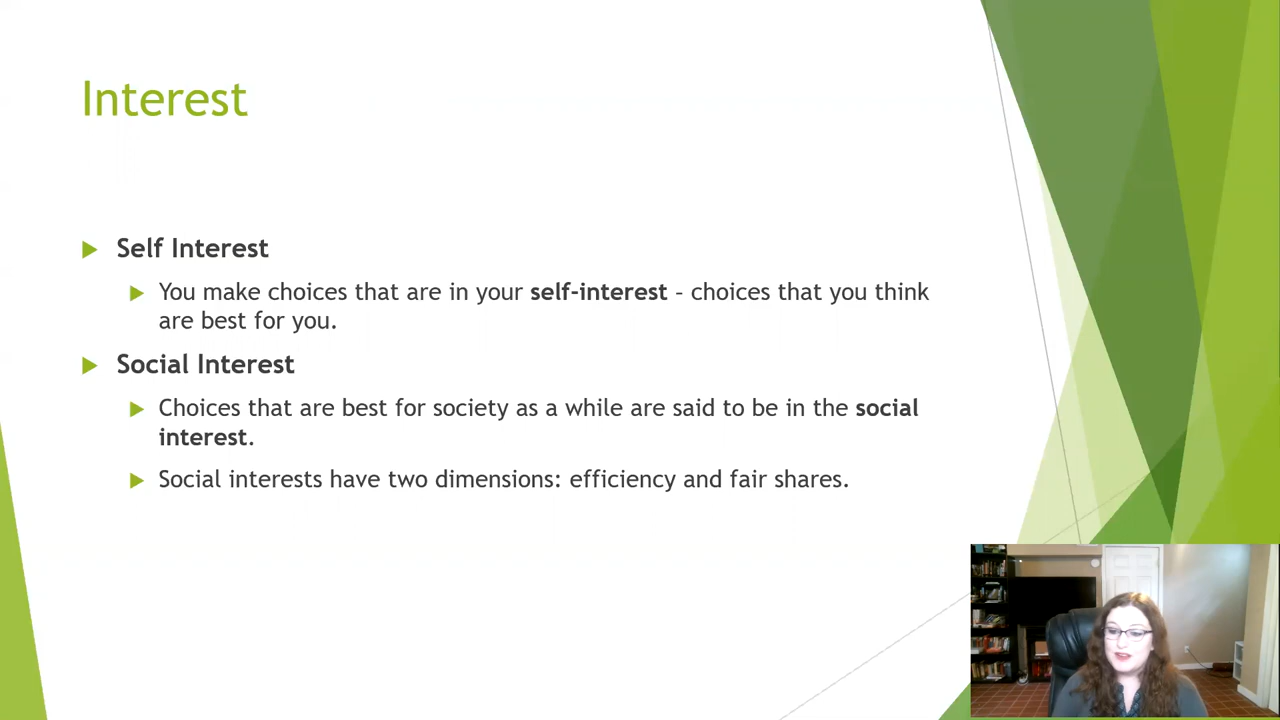 Interest
Self Interest
You make choices that are in your self-interest – choices that you think
are best for you.
Social Interest
Choices that are best for society as a while are said to be in the social
interest.
Social interests have two dimensions: efficiency and fair shares.